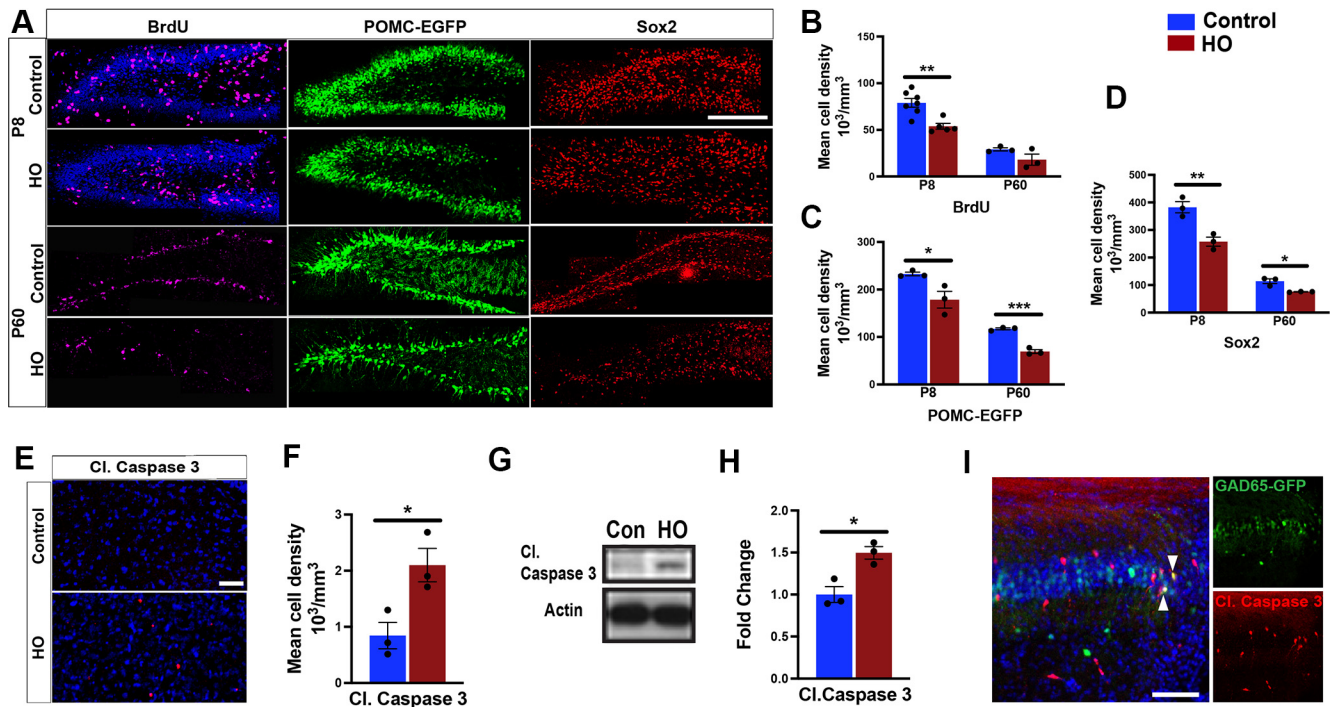 A
BrdU
POMC-EGFP
Sox2
P8
Control
HO
P60
Control
HO
B
Mean cell density
10³/mm³
150
100
50
0
**
P8
P60
BrdU
Control
HO
C
Mean cell density
10³/mm³
300
200
100
0
*
***
P8
P60
POMC-EGFP
D
Mean cell density
10³/mm³
500
400
300
200
100
0
**
*
P8
P60
Sox2
E
Cl. Caspase 3
Control
HO
F
Mean cell density
10³/mm³
3
2
1
0
*
Cl. Caspase 3
G
Con HO
Cl.
Caspase 3
Actin
H
Fold Change
2.0
1.5
1.0
0.5
0.0
*
Cl.Caspase 3
I
GAD65-GFP
Cl. Caspase 3